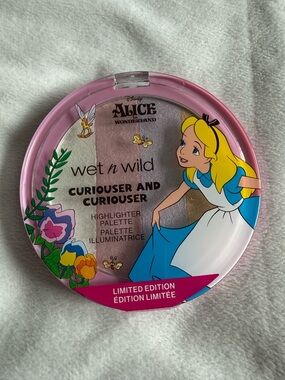 Disney
ALICE
IN
WONDERLAND
wet n wild
CURIOUSER AND
CURIOUSER
HIGHLIGHTER
PALETTE
PALETTE
ILLUMINATRICE
LIMITED EDITION
ÉDITION LIMITÉE